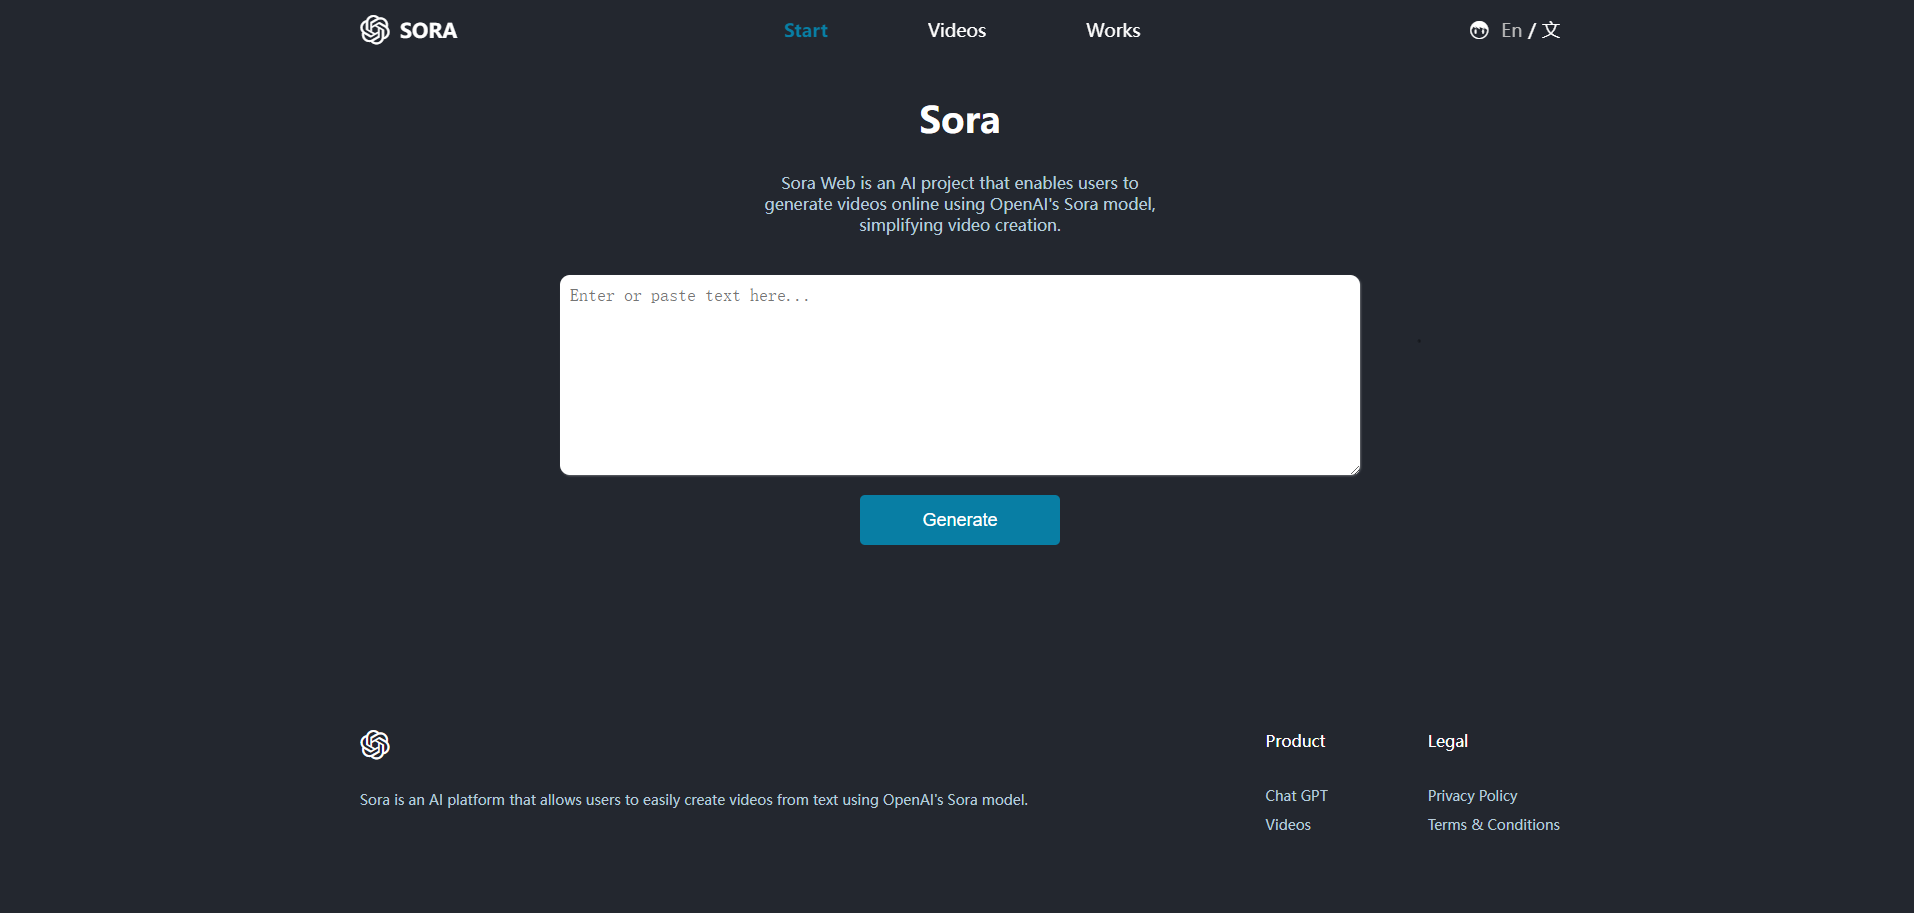 SORA
Start
Videos
Works
En / 文
Sora
Sora Web is an AI project that enables users to
generate videos online using OpenAI's Sora model,
simplifying video creation.
Enter or paste text here...
Generate
Sora is an AI platform that allows users to easily create videos from text using OpenAI's Sora model.
Product
Chat GPT
Videos
Legal
Privacy Policy
Terms & Conditions